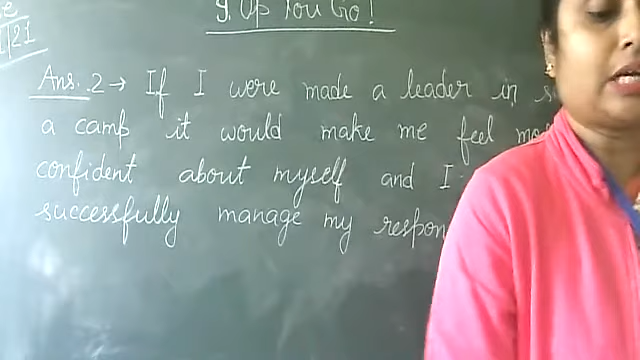 9. Up You Go!
21
Ans. 2 → If I were made a leader in
a camp it would make me feel
confident about myself and I
successfully manage my